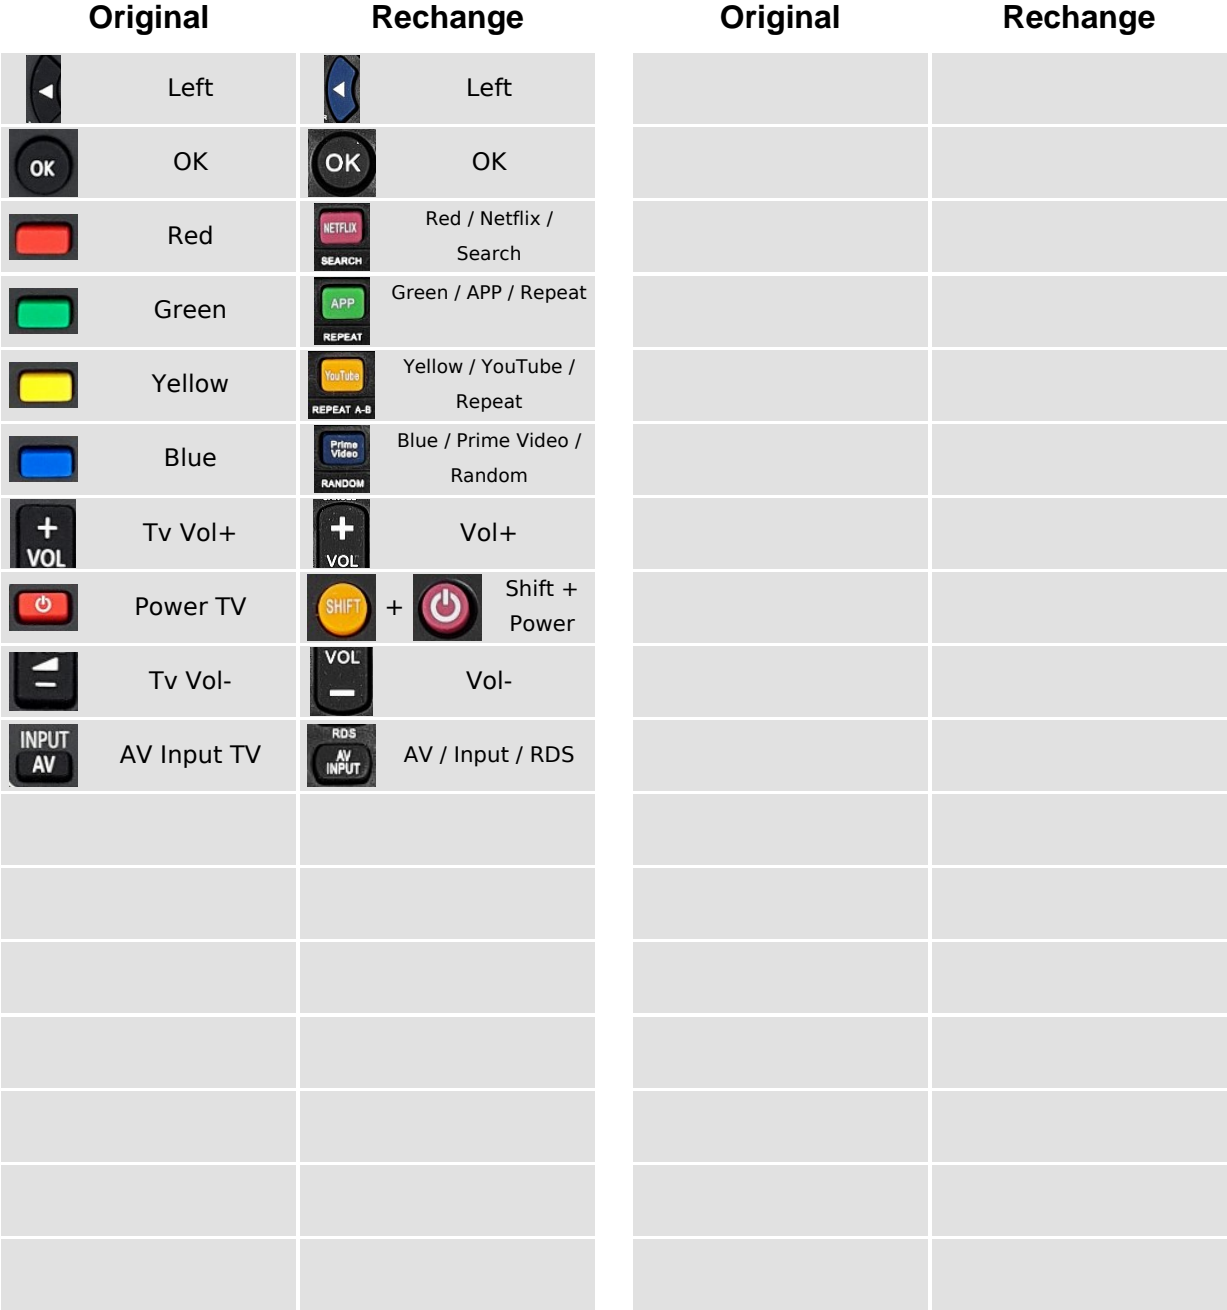 Original Rechange Original Rechange
Left Left
OK OK OK OK
Red NETFLIX SEARCH Red / Netflix /
Search
Green APP REPEAT Green / APP / Repeat
Yellow YouTube REPEAT A-B Yellow / YouTube /
Repeat
Blue Prime Video RANDOM Blue / Prime Video /
Random
+ VOL Tv Vol+ + VOL Vol+
Power TV SHIFT + Shift +
Power
Tv Vol- VOL Vol-
INPUT AV AV Input TV RDS AV INPUT AV / Input / RDS